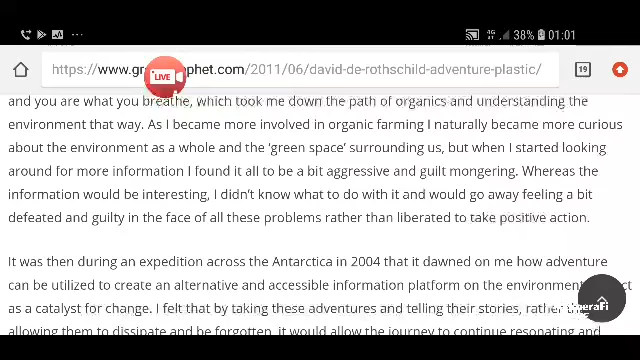 38% 01:01
https://www.gr phet.com/2011/06/david-de-rothschild-adventure-plastic/ 19
LIVE
and you are what you breathe, which took me down the path of organics and understanding the
environment that way. As I became more involved in organic farming I naturally became more curious
about the environment as a whole and the ‘green space’ surrounding us, but when I started looking
around for more information I found it all to be a bit aggressive and guilt mongering. Whereas the
information would be interesting, I didn’t know what to do with it and would go away feeling a bit
defeated and guilty in the face of all these problems rather than liberated to take positive action.
It was then during an expedition across the Antarctica in 2004 that it dawned on me how adventure
can be utilized to create an alternative and accessible information platform on the environment
as a catalyst for change. I felt that by taking these adventures and telling their stories, rather
allowing them to dissipate and be forgotten, it would allow the journey to continue resonating and